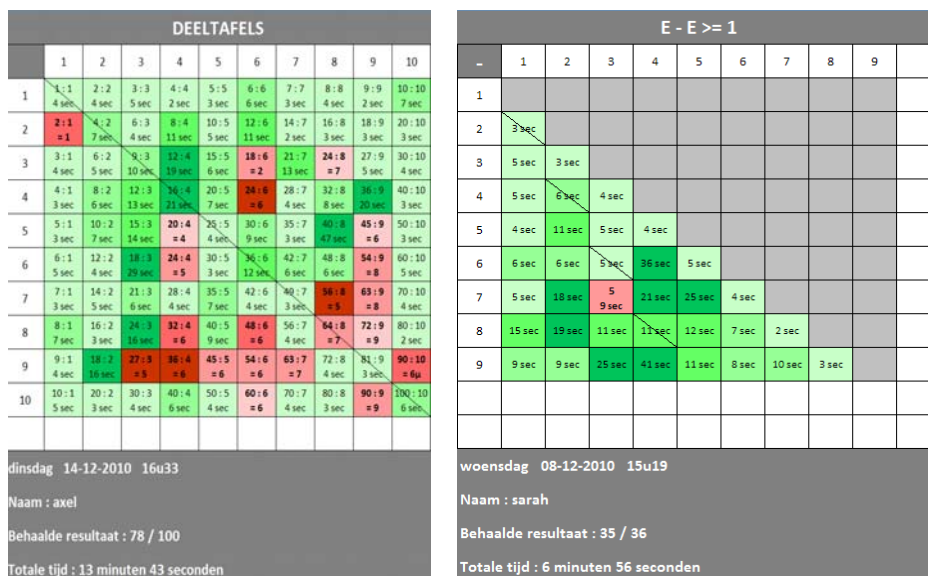 DEELTAFELS
1 2 3 4 5 6 7 8 9 10
1 1:1 2:2 3:3 4:4 5:5 6:6 7:7 8:8 9:9 10:10
4 sec 4 sec 5 sec 2 sec 3 sec 6 sec 3 sec 4 sec 2 sec 7 sec
2 2:1 4:2 6:3 8:4 10:5 12:6 14:7 16:8 18:9 20:10
= 1 7 sec 4 sec 11 sec 5 sec 11 sec 2 sec 3 sec 3 sec 3 sec
3 3:1 6:2 9:3 12:4 15:5 18:6 21:7 24:8 27:9 30:10
4 sec 5 sec 10 sec 19 sec 6 sec = 2 13 sec = 7 5 sec 4 sec
4 4:1 8:2 12:3 16:4 20:5 24:6 28:7 32:8 36:9 40:10
3 sec 6 sec 13 sec 21 sec 7 sec = 6 4 sec 8 sec 20 sec 3 sec
5 5:1 10:2 15:3 20:4 25:5 30:6 35:7 40:8 45:9 50:10
3 sec 7 sec 14 sec = 4 4 sec 9 sec 3 sec 47 sec = 6 3 sec
6 6:1 12:2 18:3 24:4 30:5 36:6 42:7 48:8 54:9 60:10
5 sec 4 sec 29 sec = 5 3 sec 12 sec 6 sec 6 sec = 8 5 sec
7 7:1 14:2 21:3 28:4 35:5 42:6 49:7 56:8 63:9 70:10
3 sec 5 sec 6 sec 4 sec 7 sec 4 sec 3 sec = 5 = 8 4 sec
8 8:1 16:2 24:3 32:4 40:5 48:6 56:7 64:8 72:9 80:10
7 sec 3 sec 16 sec = 6 9 sec = 6 4 sec = 7 = 9 2 sec
9 9:1 18:2 27:3 36:4 45:5 54:6 63:7 72:8 81:9 90:10
4 sec 16 sec = 5 = 6 = 6 = 6 = 7 4 sec 3 sec = 6µ
10 10:1 20:2 30:3 40:4 50:5 60:6 70:7 80:8 90:9 100:10
5 sec 3 sec 4 sec 6 sec 4 sec = 6 4 sec 3 sec = 9 6 sec
dinsdag 14-12-2010 16u33
Naam : axel
Behaalde resultaat : 78 / 100
Totale tijd : 13 minuten 43 seconden
E - E >= 1
- 1 2 3 4 5 6 7 8 9
1
2 3 sec
3 5 sec 3 sec
4 5 sec 6 sec 4 sec
5 4 sec 11 sec 5 sec 4 sec
6 6 sec 6 sec 5 sec 36 sec 5 sec
7 5 sec 18 sec 5 9 sec 21 sec 25 sec 4 sec
8 15 sec 19 sec 11 sec 11 sec 12 sec 7 sec 2 sec
9 9 sec 9 sec 25 sec 41 sec 11 sec 8 sec 10 sec 3 sec
woensdag 08-12-2010 15u19
Naam : sarah
Behaalde resultaat : 35 / 36
Totale tijd : 6 minuten 56 seconden